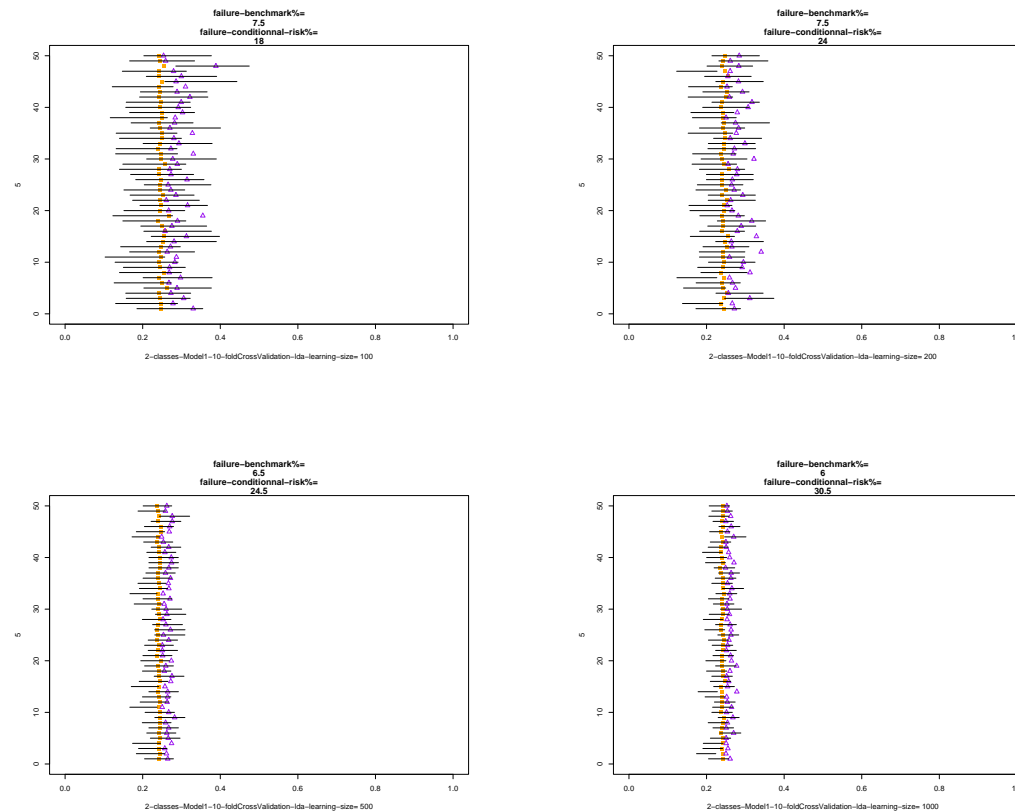 failure-benchmark%=
7.5
failure-conditionnal-risk%=
18
50
40
30
20
10
0
5
0.0 0.2 0.4 0.6 0.8 1.0
2-classes-Model1-10-foldCrossValidation-lda-learning-size= 100
failure-benchmark%=
7.5
failure-conditionnal-risk%=
24
50
40
30
20
10
0
5
0.0 0.2 0.4 0.6 0.8 1.0
2-classes-Model1-10-foldCrossValidation-lda-learning-size= 200
failure-benchmark%=
6.5
failure-conditionnal-risk%=
24.5
50
40
30
20
10
0
5
0.0 0.2 0.4 0.6 0.8 1.0
2-classes-Model1-10-foldCrossValidation-lda-learning-size= 500
failure-benchmark%=
6
failure-conditionnal-risk%=
30.5
50
40
30
20
10
0
5
0.0 0.2 0.4 0.6 0.8 1.0
2-classes-Model1-10-foldCrossValidation-lda-learning-size= 1000